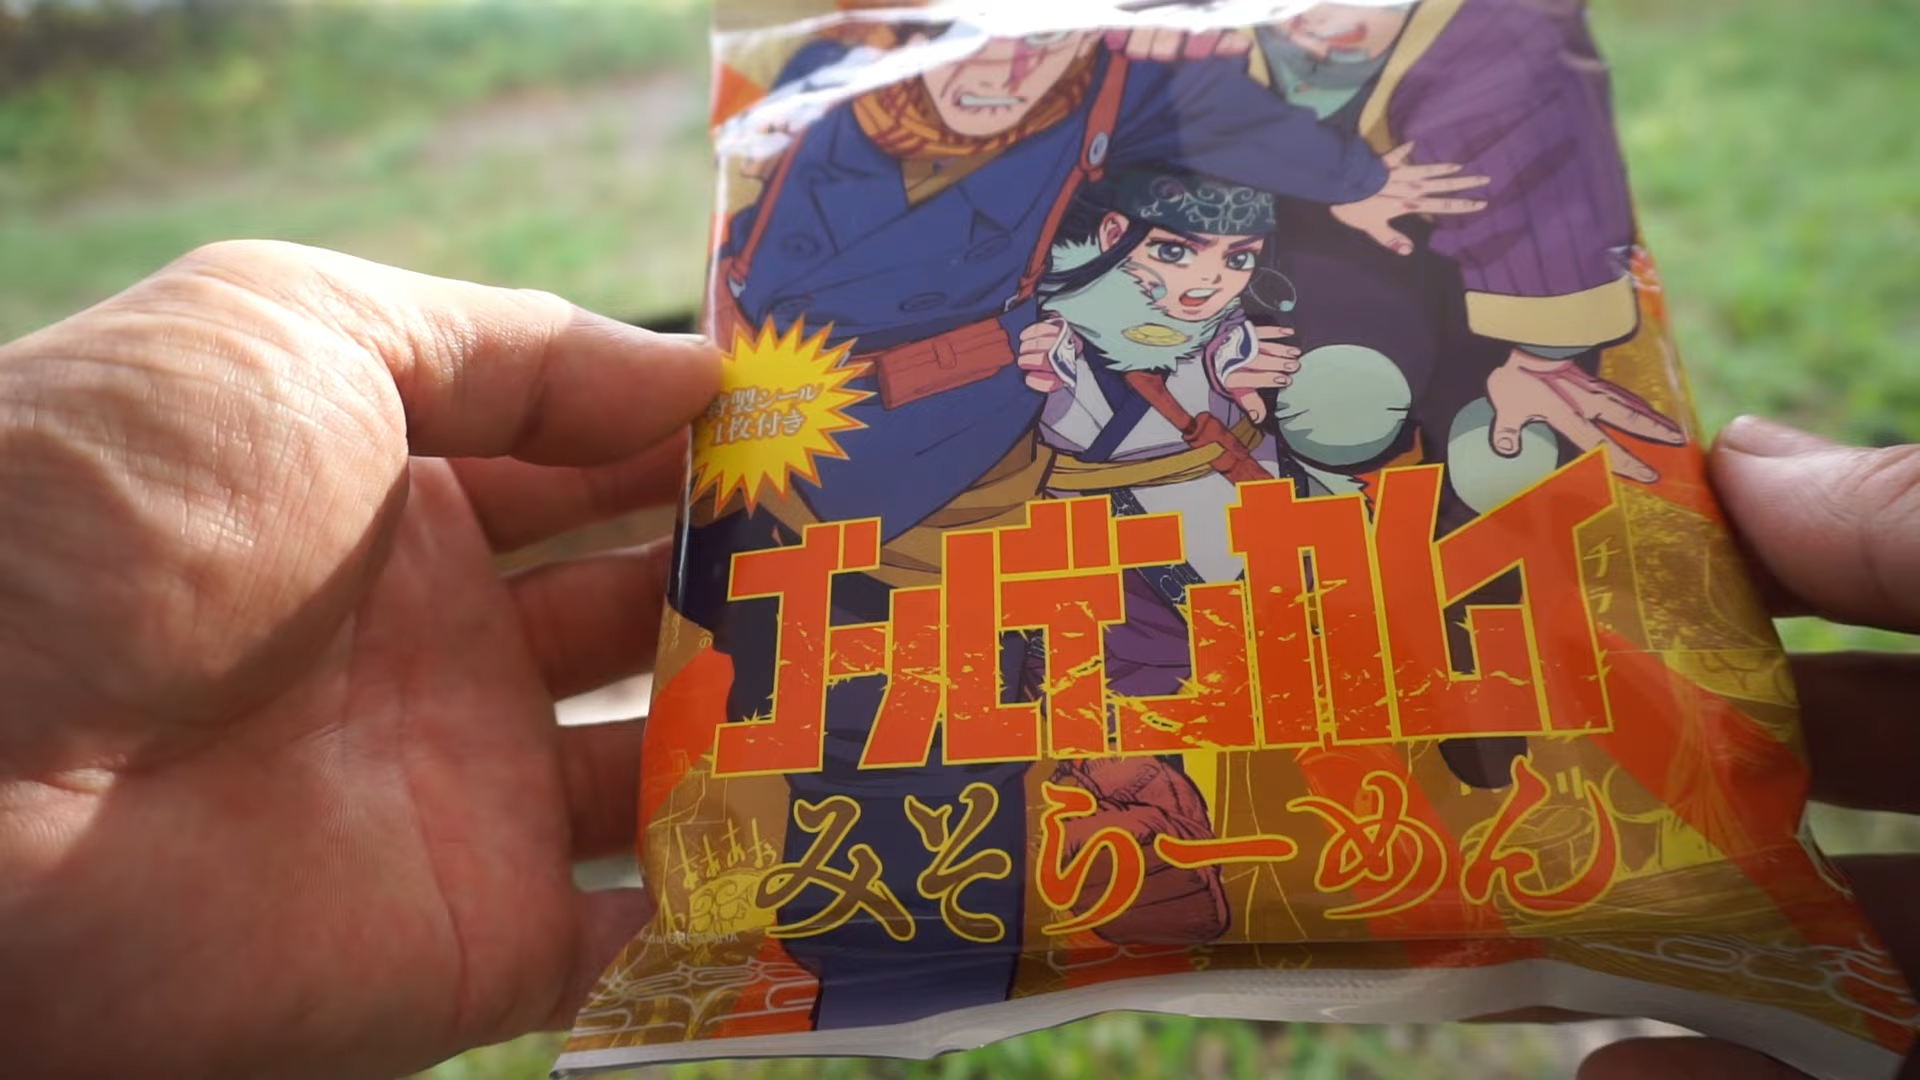 特製シール
1枚付き
ゴールデンカムイ
みそらーめん